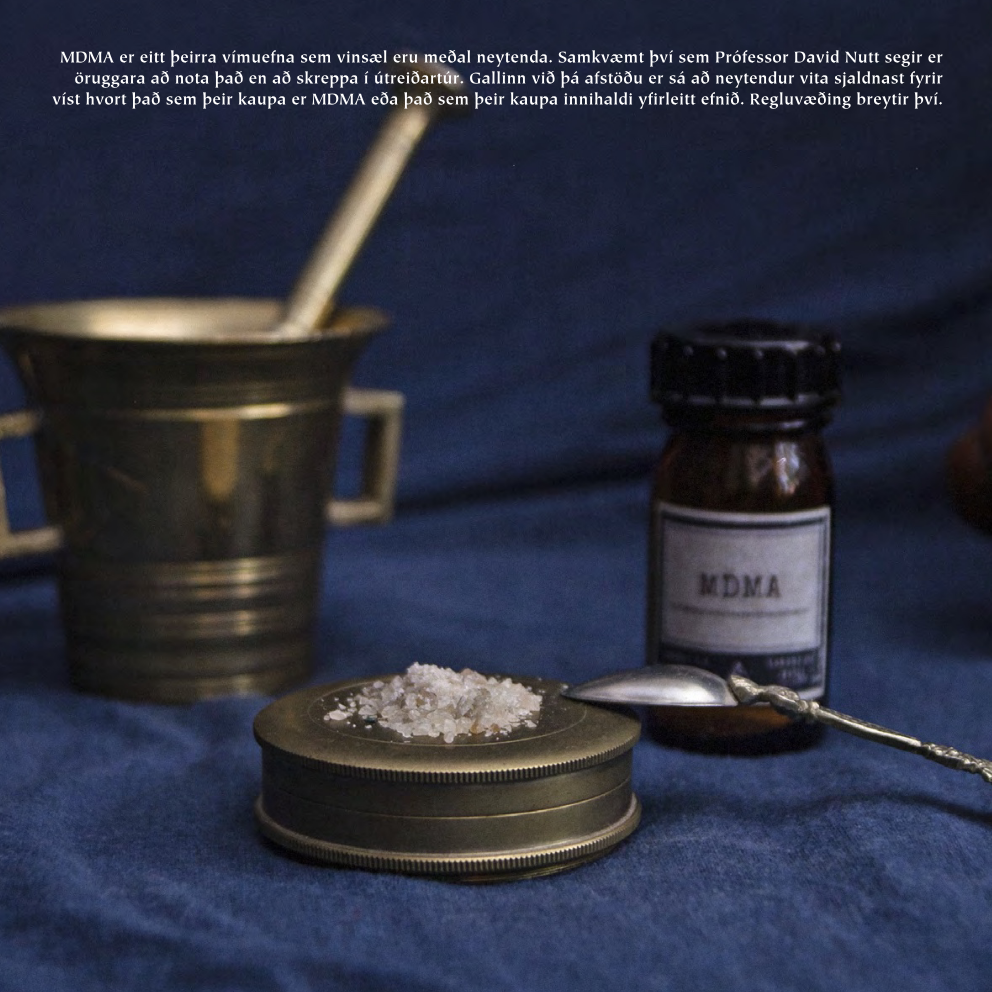 MDMA er eitt þeirra vímuefna sem vinsæl eru meðal neytenda. Samkvæmt því sem Prófessor David Nutt segir er
öruggara að nota það en að skreppa í útreiðartúr. Gallinn við þá afstöðu er sá að neytendur vita sjaldnast fyrir
víst hvort það sem þeir kaupa er MDMA eða það sem þeir kaupa innihaldi yfirleitt efnið. Regluvæðing breytir því.
MDMA